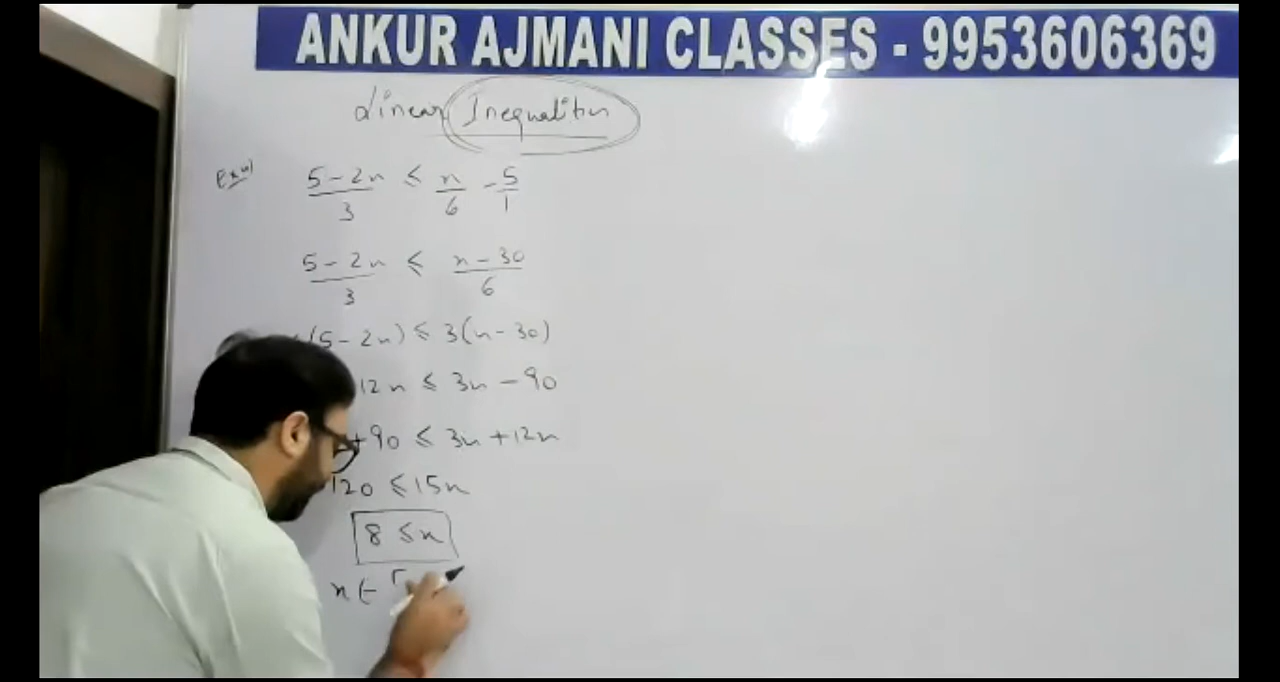 ANKUR AJMANI CLASSES - 9953606369
Linear Inequalities
5-2x/3 ≤ x/6 - 5/1
5-2x/3 ≤ x-30/6
(5-2x) ≤ 3(x-30)
12x ≤ 3x - 90
+90 ≤ 3x + 12x
120 ≤ 15x
8 ≤ x
x ∈ [